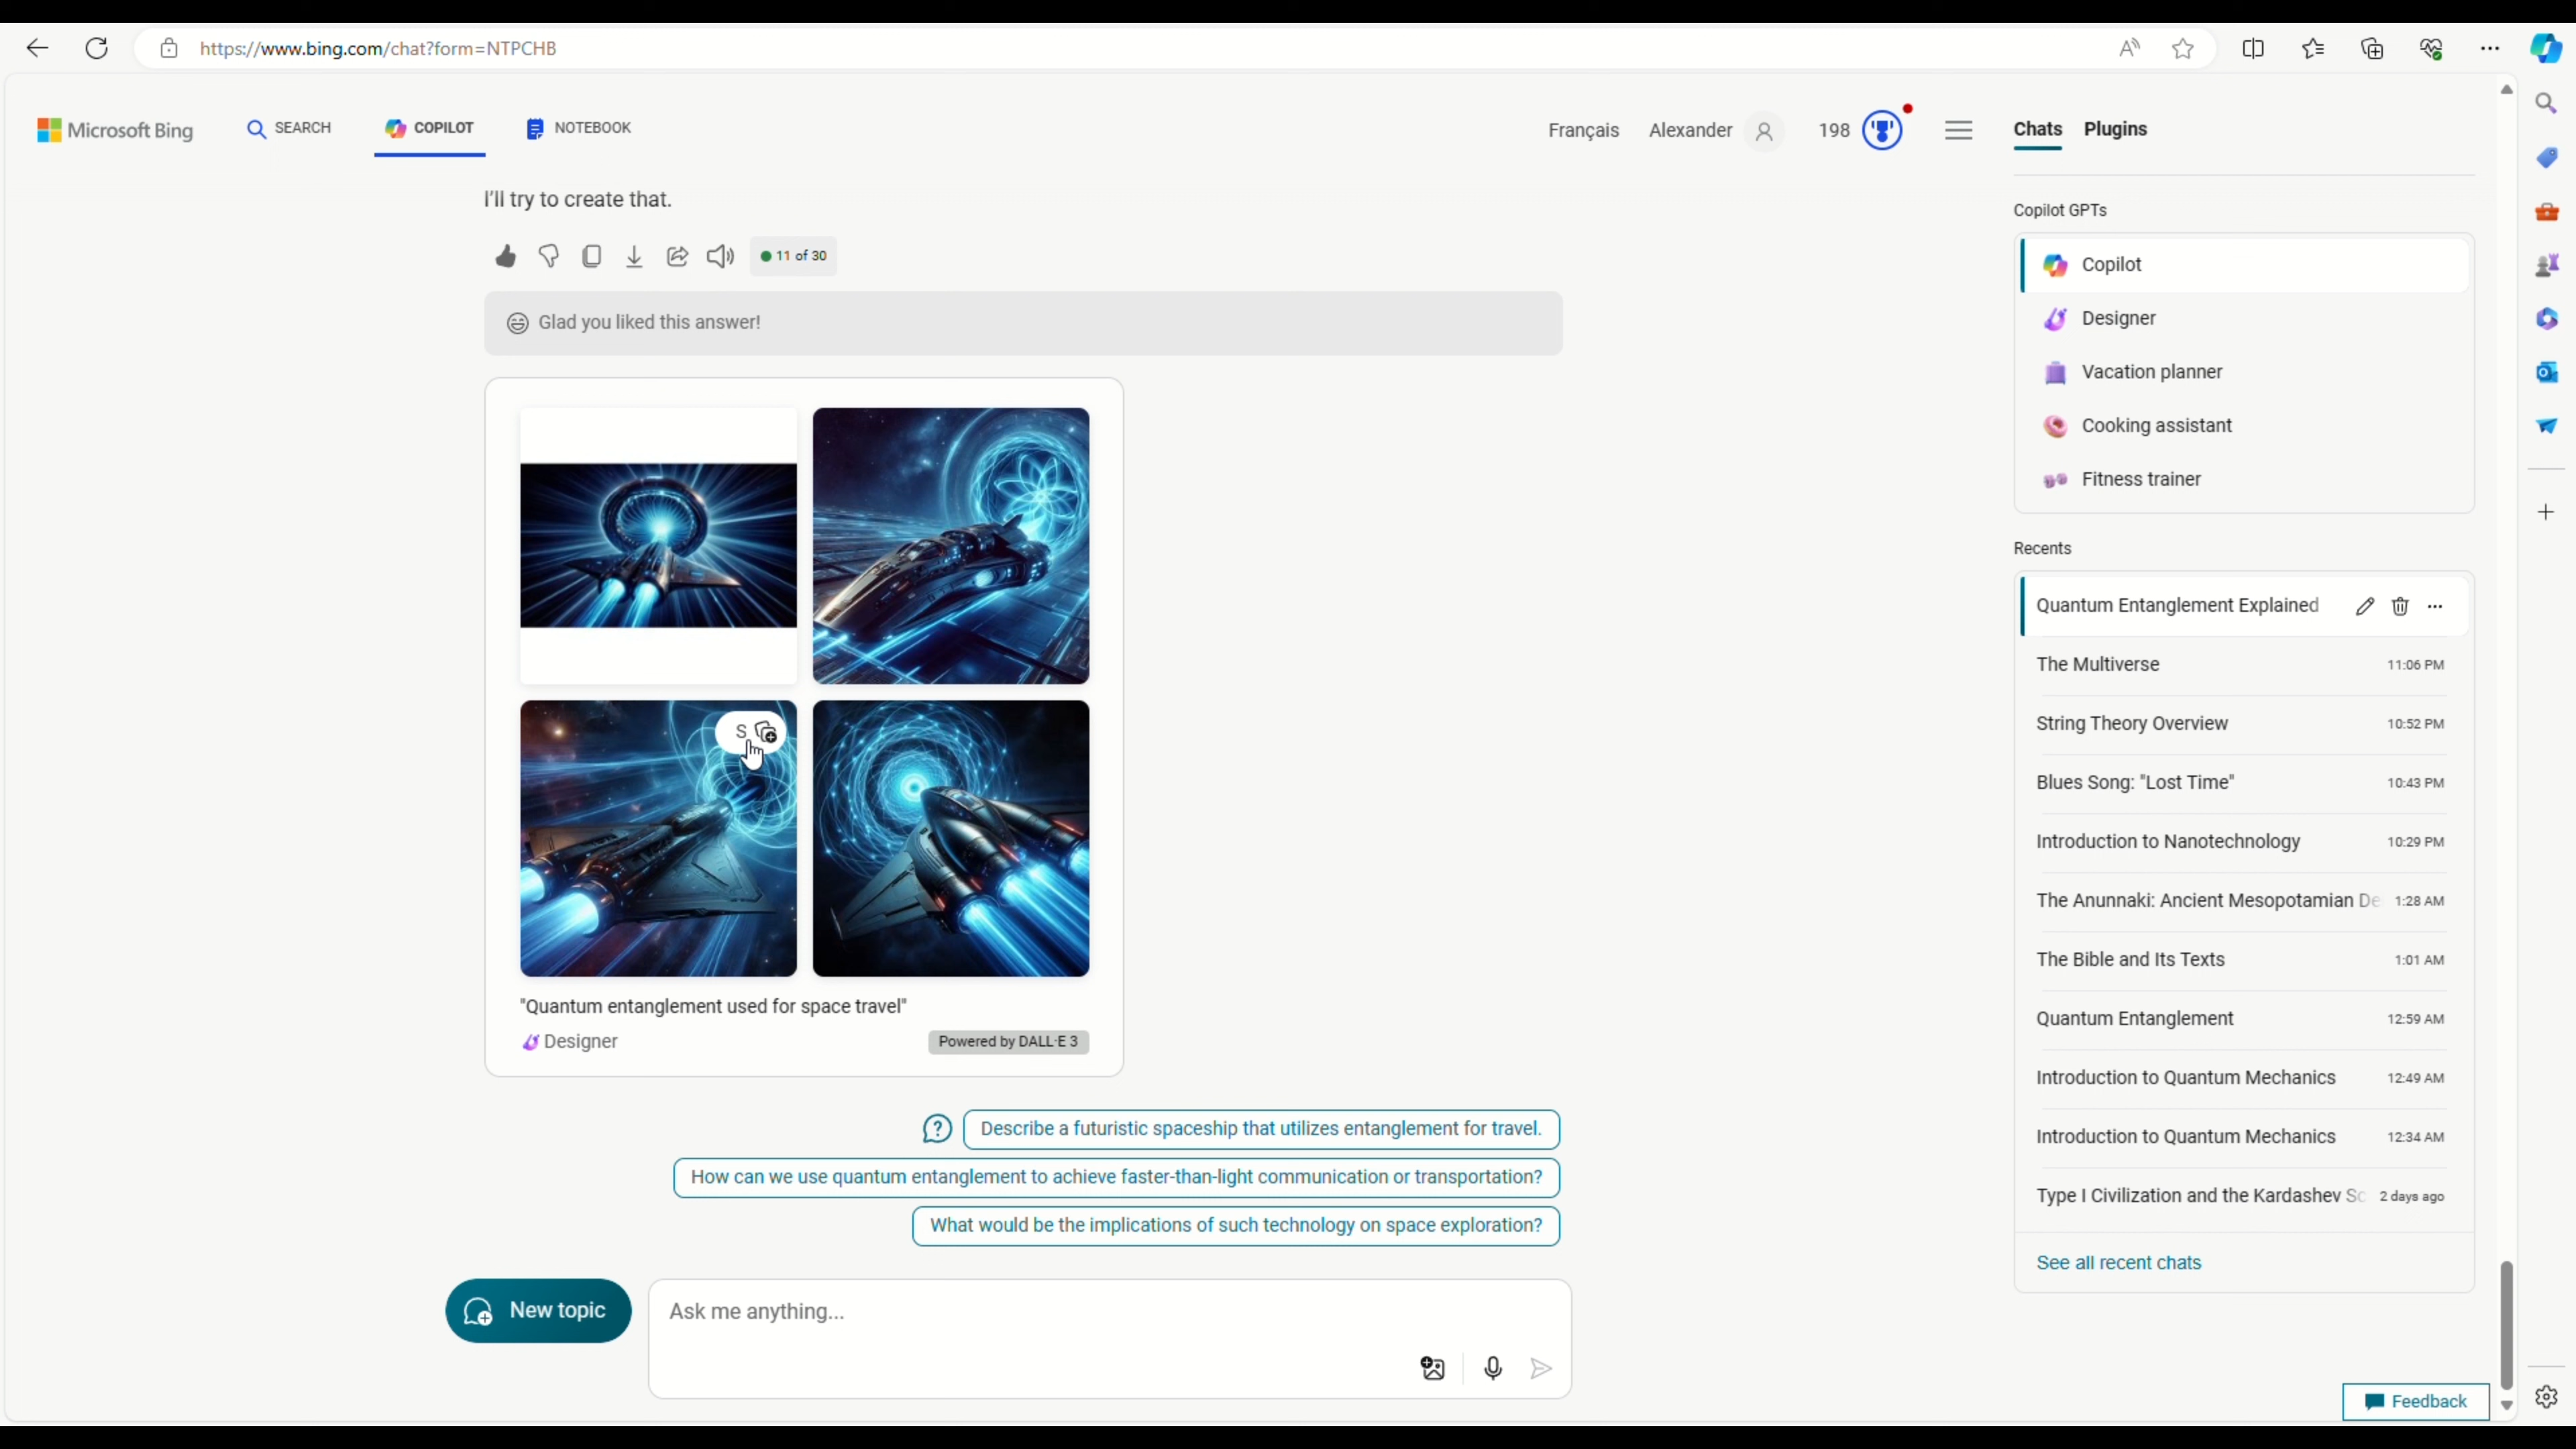 https://www.bing.com/chat?form=NTPCHB
Microsoft Bing
SEARCH
COPILOT
NOTEBOOK
Français
Alexander
198
Chats
Plugins
I'll try to create that.
11 of 30
Glad you liked this answer!
S
"Quantum entanglement used for space travel"
Designer
Powered by DALL·E 3
Describe a futuristic spaceship that utilizes entanglement for travel.
How can we use quantum entanglement to achieve faster-than-light communication or transportation?
What would be the implications of such technology on space exploration?
New topic
Ask me anything...
Copilot GPTs
Copilot
Designer
Vacation planner
Cooking assistant
Fitness trainer
Recents
Quantum Entanglement Explained
The Multiverse 11:06 PM
String Theory Overview 10:52 PM
Blues Song: "Lost Time" 10:43 PM
Introduction to Nanotechnology 10:29 PM
The Anunnaki: Ancient Mesopotamian De 1:28 AM
The Bible and Its Texts 1:01 AM
Quantum Entanglement 12:59 AM
Introduction to Quantum Mechanics 12:49 AM
Introduction to Quantum Mechanics 12:34 AM
Type I Civilization and the Kardashev Sc 2 days ago
See all recent chats
Feedback